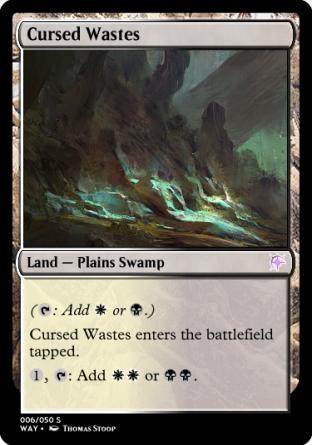 Cursed Wastes
Land — Plains Swamp
(: Add or .)
Cursed Wastes enters the battlefield
tapped.
1, : Add or .
006/050 S
WAY • Thomas Stoop